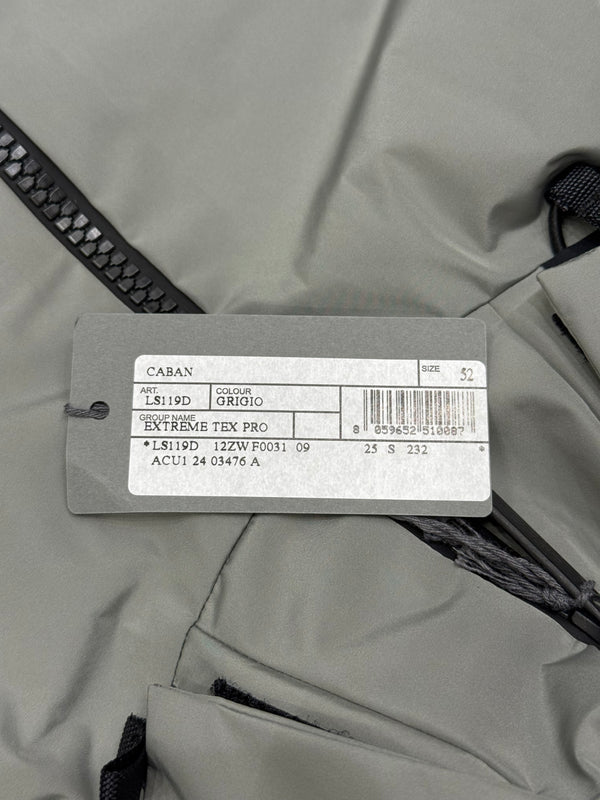 CABAN
SIZE 52
ART. LS119D
COLOUR GRIGIO
GROUP NAME
EXTREME TEX PRO
8 059652 510087
*LS119D 12ZW F0031 09 25 S 232 *
ACU1 24 03476 A